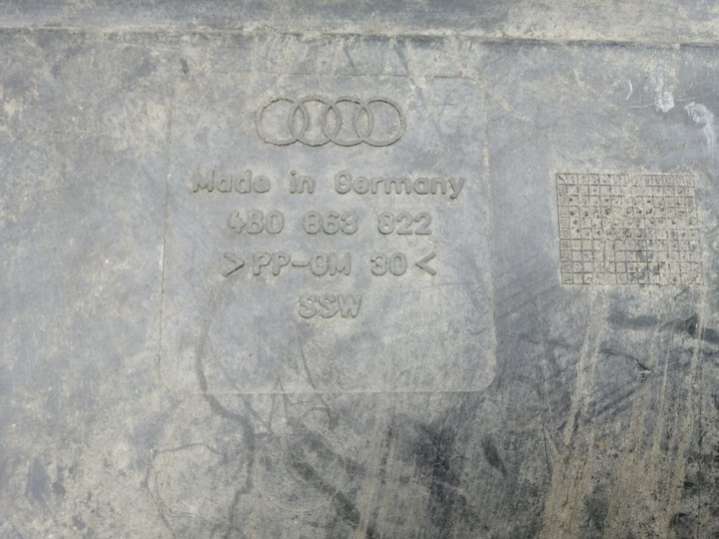 Made in Germany
4B0 863 822
>PP-GM 30<
SSW